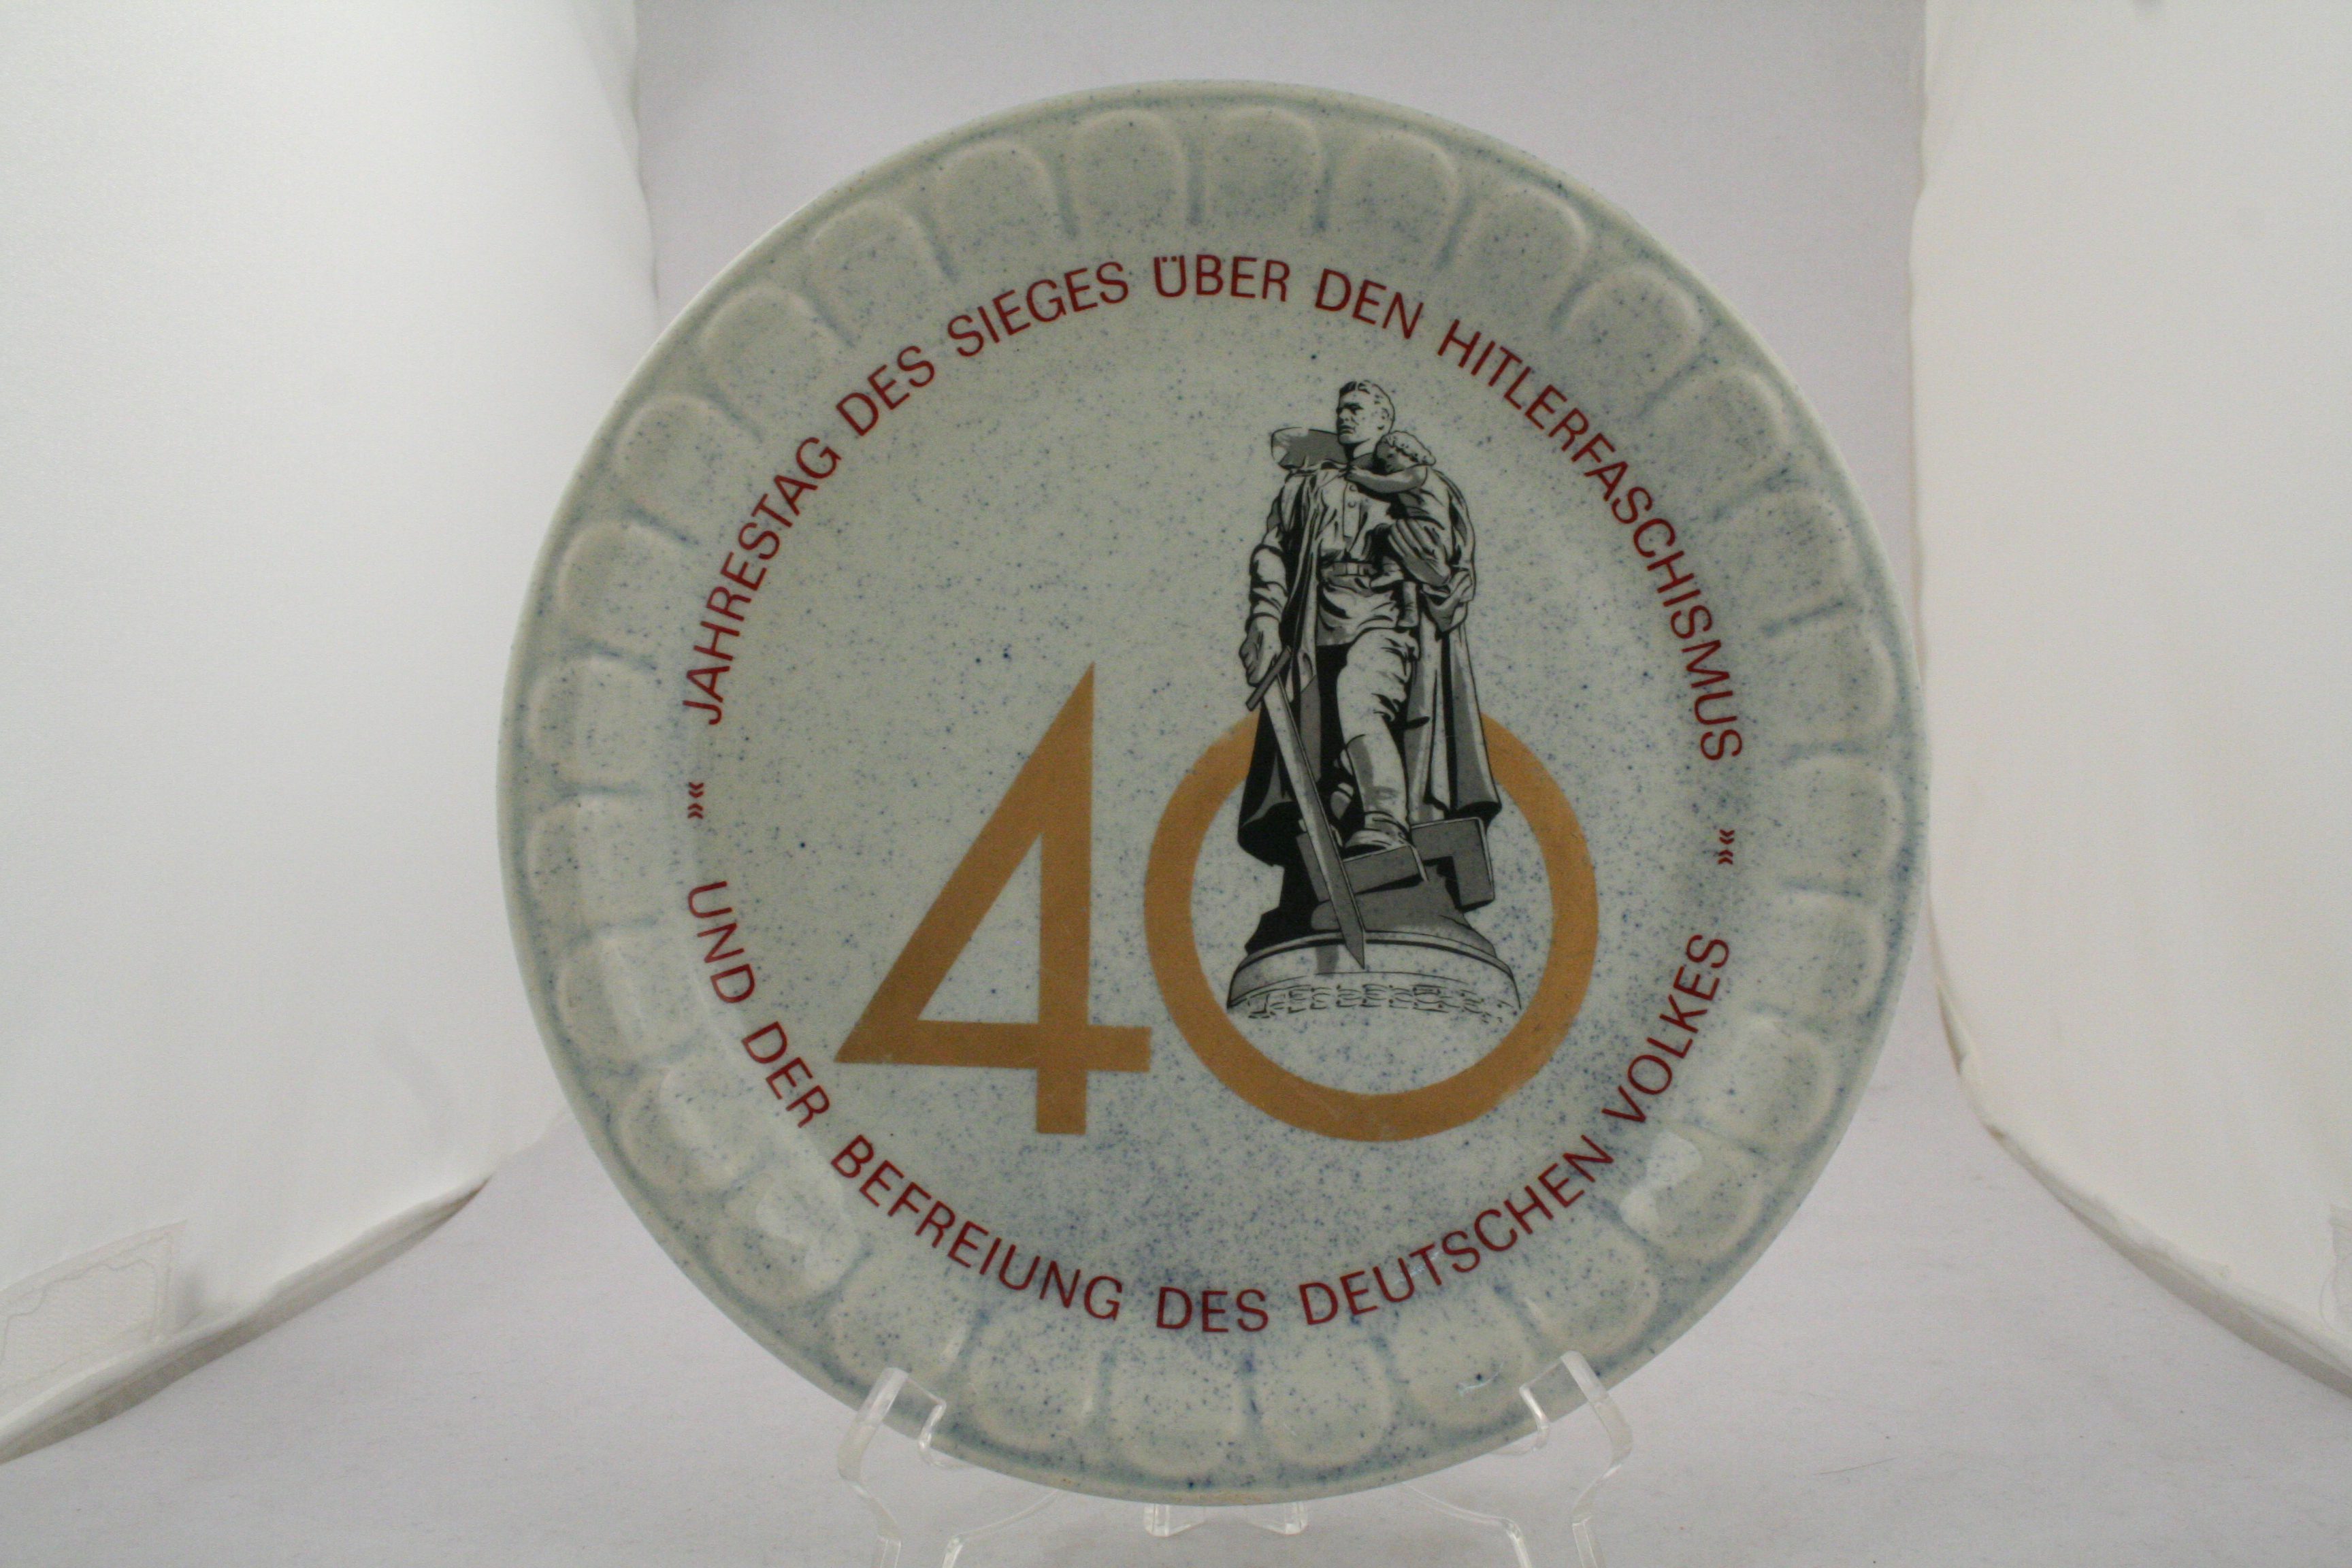 JAHRESTAG DES SIEGES ÜBER DEN HITLERFASCHISMUS
»«
UND DER BEFREIUNG DES DEUTSCHEN VOLKES
»«
40